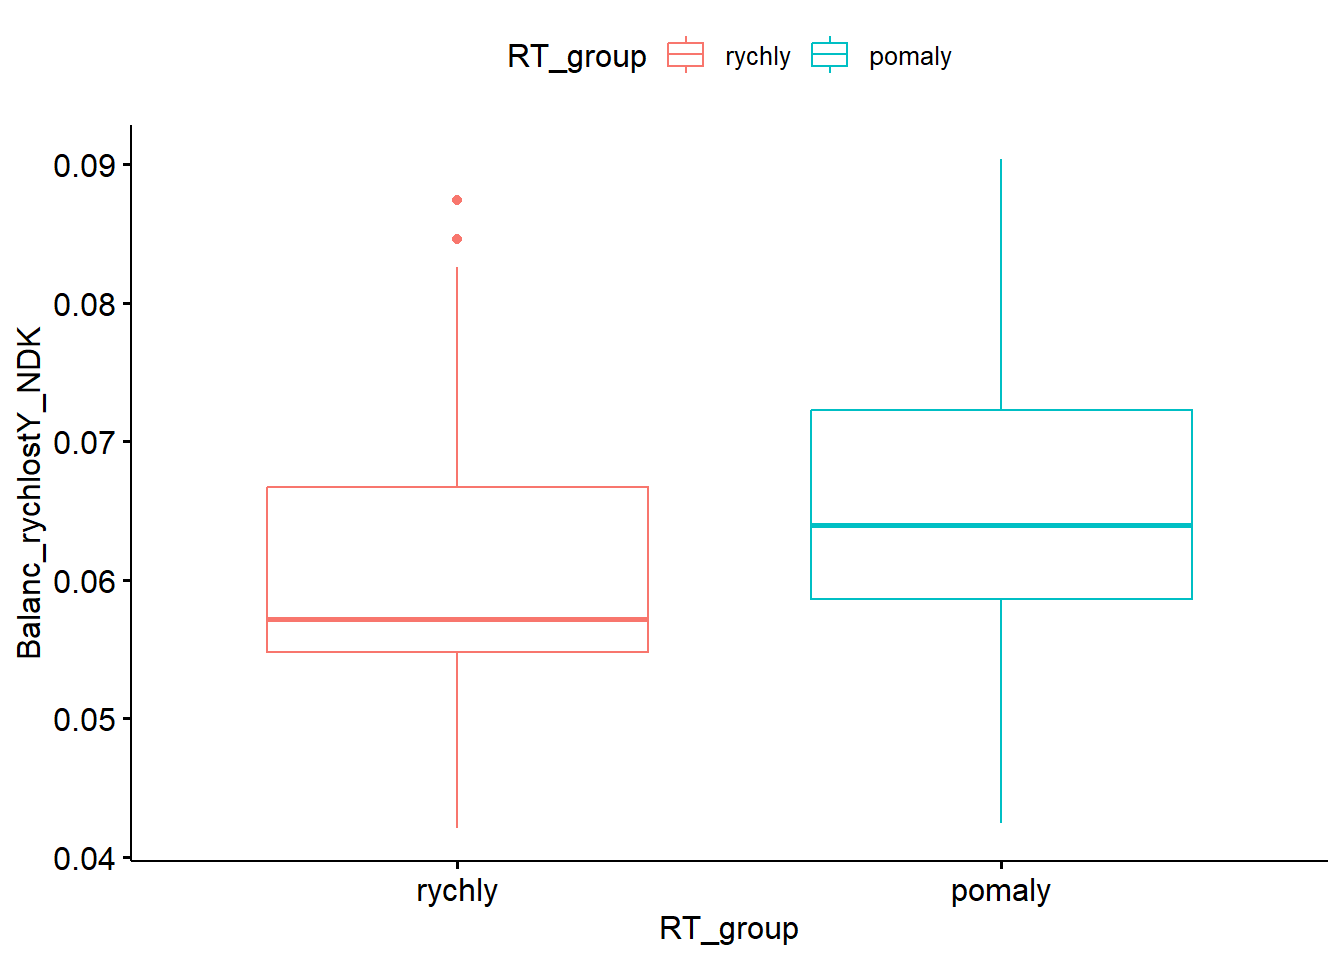 RT_group rychly pomaly
0.09
0.08
0.07
0.06
0.05
0.04
Balanc_rychlostY_NDK
rychly pomaly
RT_group